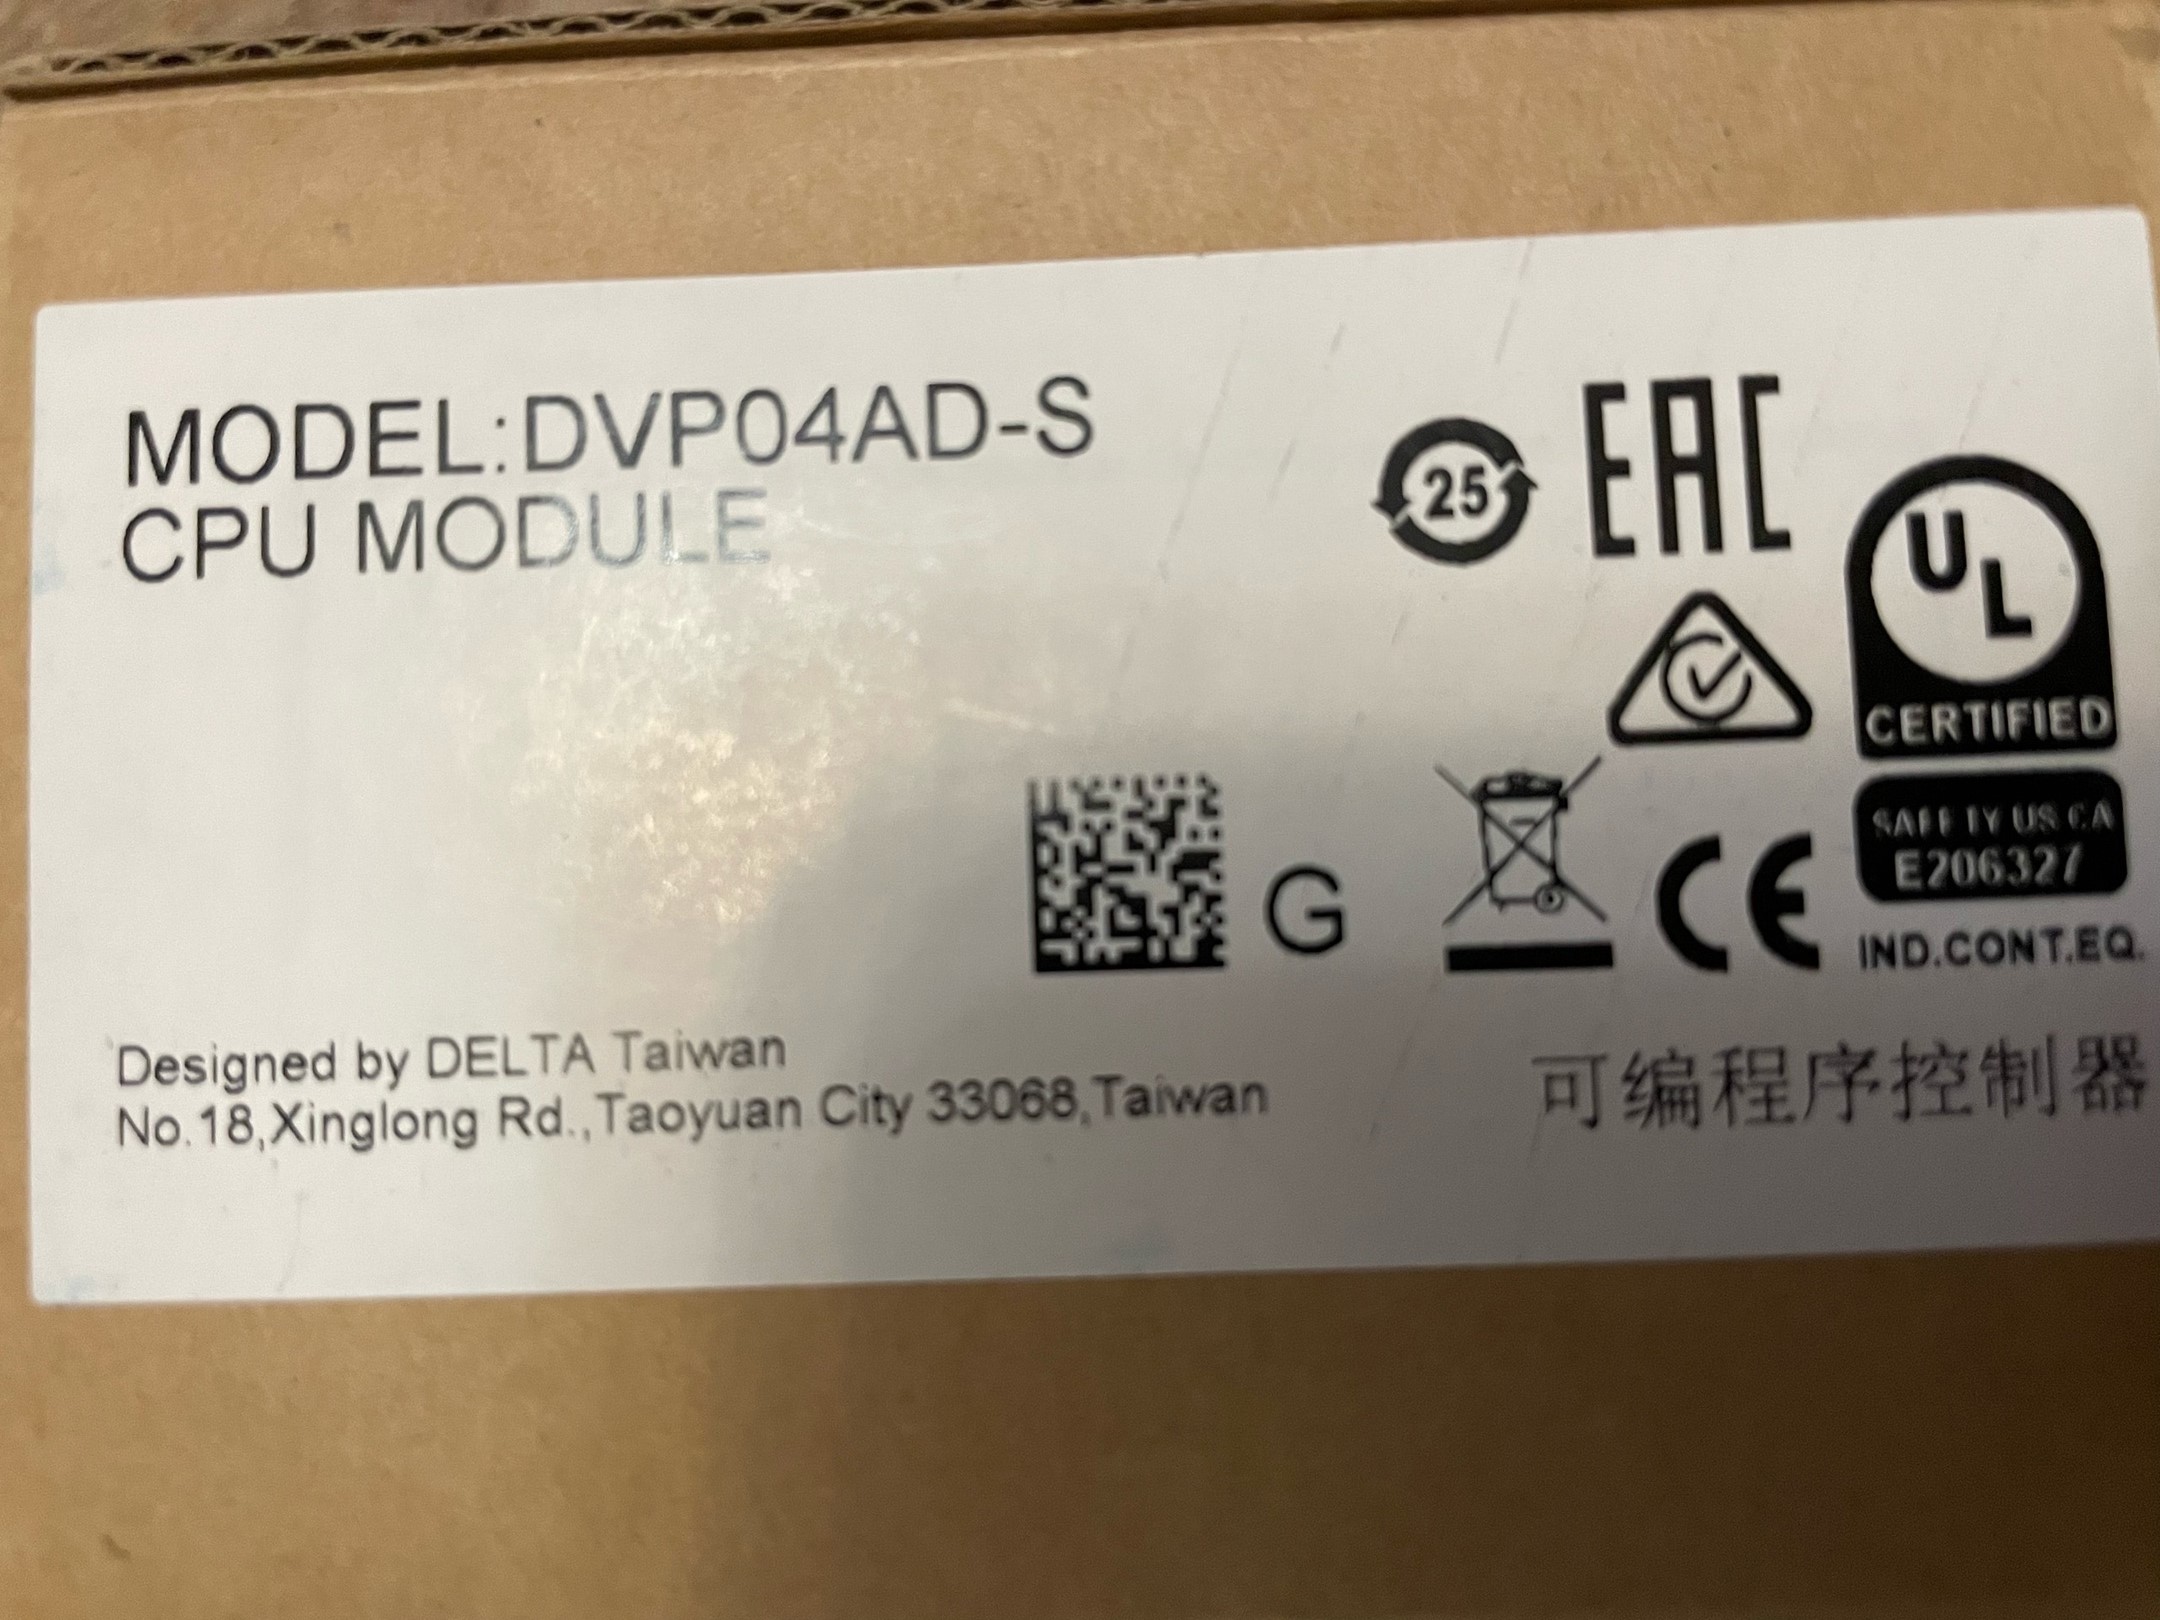 MODEL:DVP04AD-S
CPU MODULE
25
EAC
UL
CERTIFIED
SAFETY US CA
E206327
G
CE
IND.CONT.EQ.
Designed by DELTA Taiwan
No.18,Xinglong Rd.,Taoyuan City 33068,Taiwan
可编程序控制器